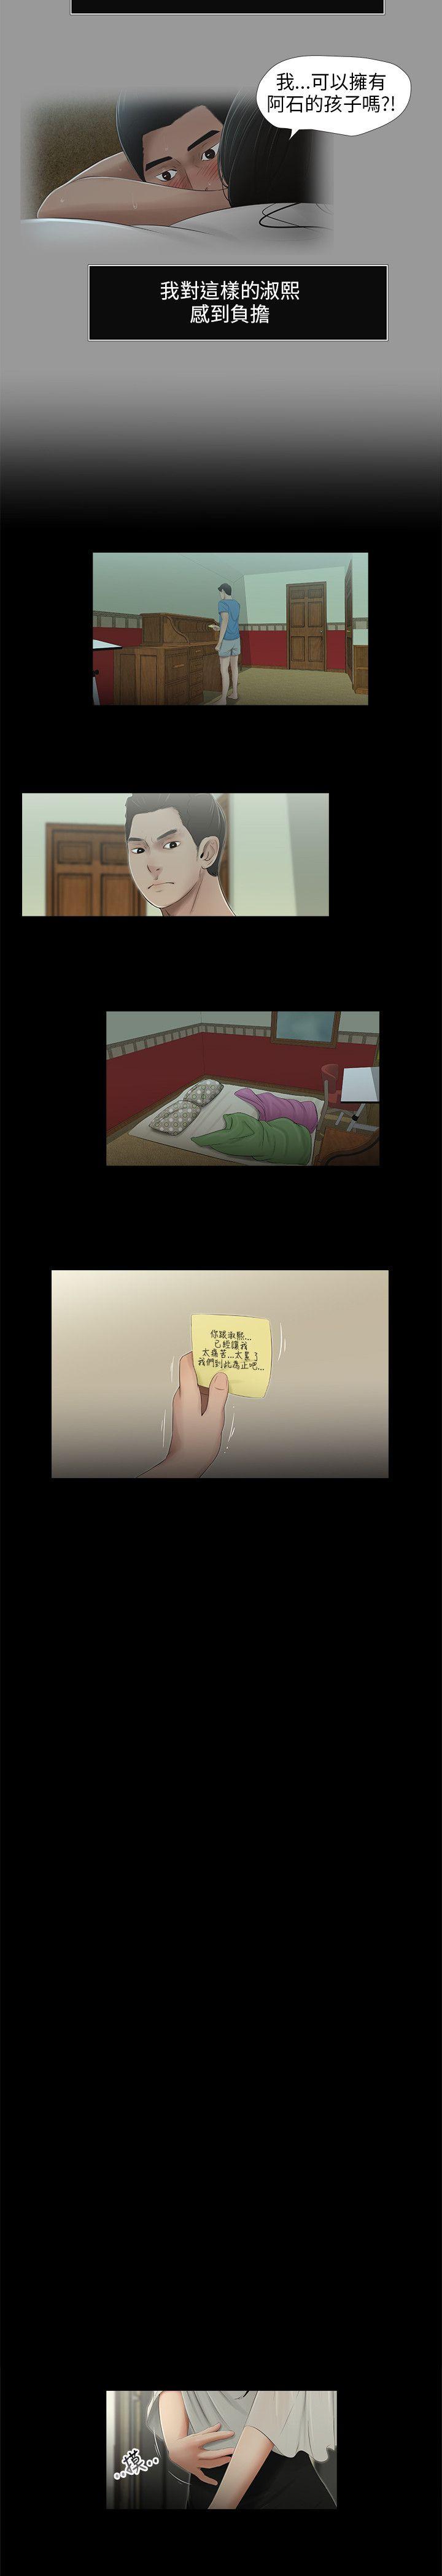 我...可以擁有
阿石的孩子嗎?!
我對這樣的淑熙
感到負擔
你跟淑熙...
已經讓我
太痛苦...太累了
我們到此為止吧...
..摸..